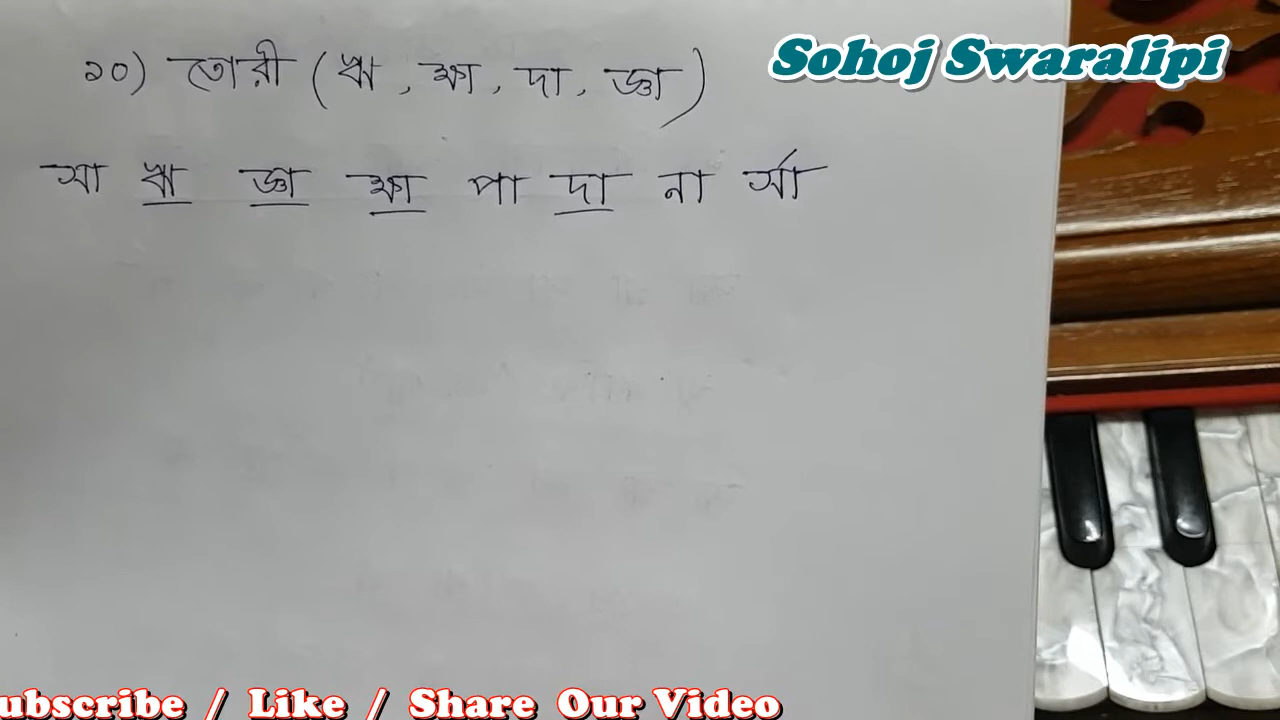 ১০) তোরী (ঋা, ক্ষা, দা, জ্ঞা)
Sohoj Swaralipi
সা ঋা জ্ঞা ক্ষা পা দা না র্সা
ubscribe / Like / Share Our Video